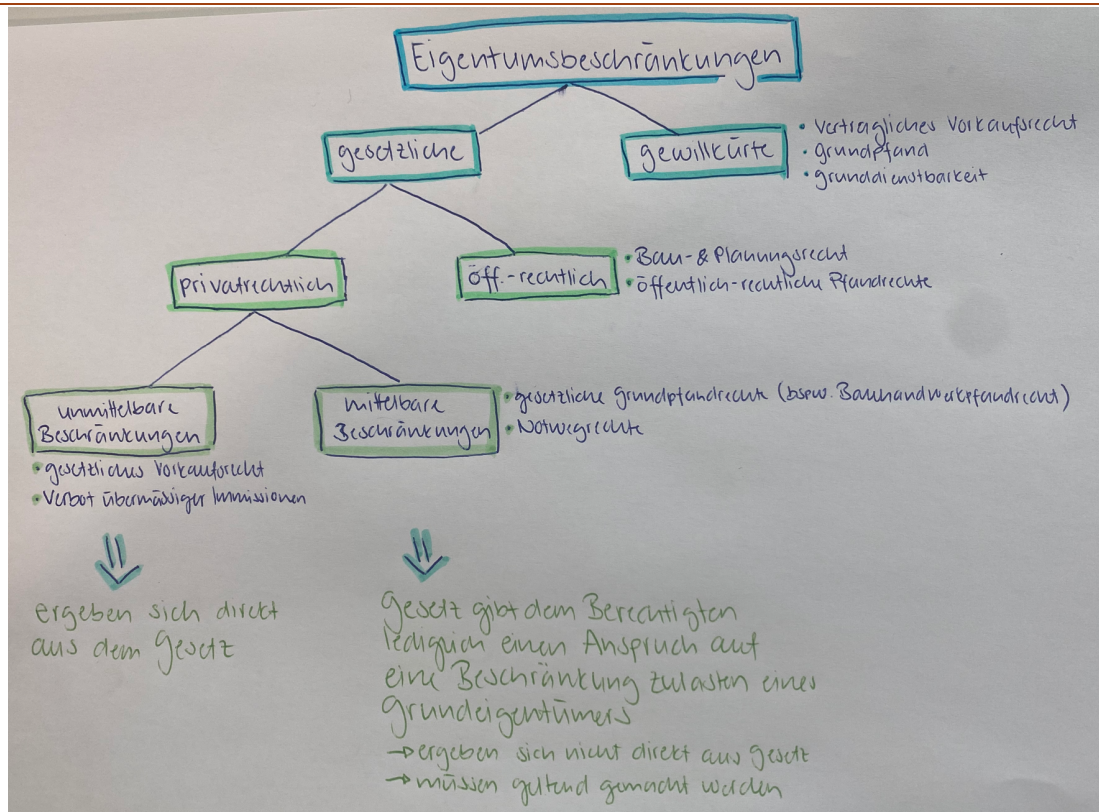 Eigentumsbeschränkungen
gesetzliche
gewillkürte
• vertragliches Vorkaufsrecht
• Grundpfand
• Grunddienstbarkeit
privatrechtlich
öff.-rechtlich
• Bau- & Planungsrecht
• öffentlich-rechtliche Pfandrechte
unmittelbare
Beschränkungen
• gesetzliches Vorkaufsrecht
• Verbot übermässiger Immissionen
mittelbare
Beschränkungen
• gesetzliche Grundpfandrechte (bspw. Bauhandwerkpfandrecht)
• Notwegrechte
ergeben sich direkt
aus dem Gesetz
Gesetz gibt dem Berechtigten
lediglich einen Anspruch auf
eine Beschränkung zulasten eines
Grundeigentümers
→ ergeben sich nicht direkt aus Gesetz
→ müssen geltend gemacht werden